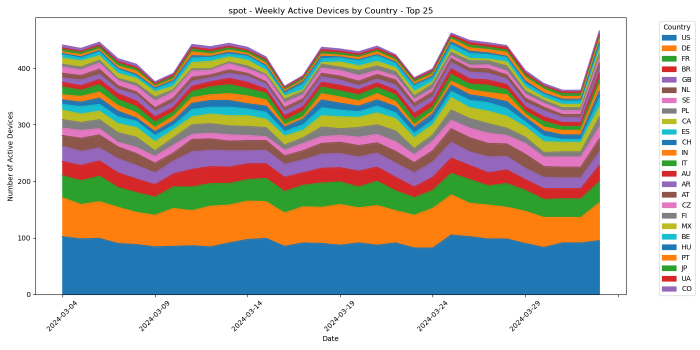 spot - Weekly Active Devices by Country - Top 25
Number of Active Devices
400
300
200
100
0
2024-03-04
2024-03-09
2024-03-14
2024-03-19
2024-03-24
2024-03-29
Date
Country
US
DE
FR
BR
GB
NL
SE
PL
CA
ES
CH
IN
IT
AU
AR
AT
CZ
FI
MX
BE
HU
PT
JP
UA
CO